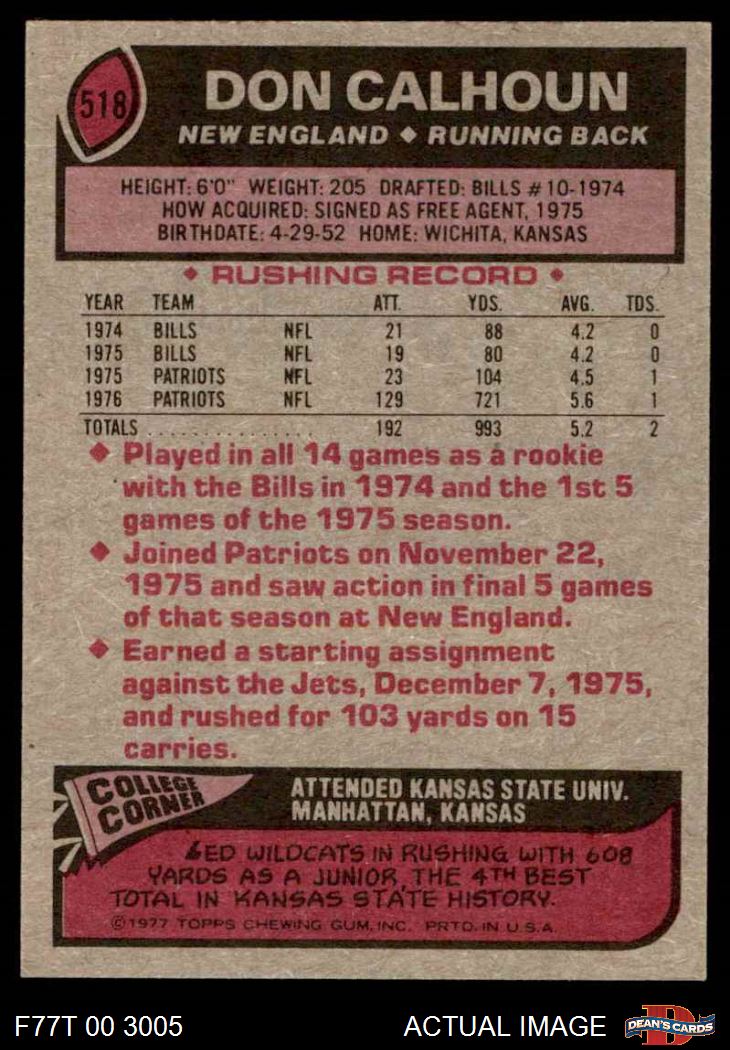 518
DON CALHOUN
NEW ENGLAND ◆ RUNNING BACK
HEIGHT: 6'0" WEIGHT: 205 DRAFTED: BILLS #10-1974
HOW ACQUIRED: SIGNED AS FREE AGENT, 1975
BIRTHDATE: 4-29-52 HOME: WICHITA, KANSAS
◆ RUSHING RECORD ◆
YEAR TEAM ATT. YDS. AVG. TDS.
1974 BILLS NFL 21 88 4.2 0
1975 BILLS NFL 19 80 4.2 0
1975 PATRIOTS NFL 23 104 4.5 1
1976 PATRIOTS NFL 129 721 5.6 1
TOTALS ................ 192 993 5.2 2
◆ Played in all 14 games as a rookie
with the Bills in 1974 and the 1st 5
games of the 1975 season.
◆ Joined Patriots on November 22,
1975 and saw action in final 5 games
of that season at New England.
◆ Earned a starting assignment
against the Jets, December 7, 1975,
and rushed for 103 yards on 15
carries.
COLLEGE
CORNER
ATTENDED KANSAS STATE UNIV.
MANHATTAN, KANSAS
LED WILDCATS IN RUSHING WITH 608
YARDS AS A JUNIOR, THE 4TH BEST
TOTAL IN KANSAS STATE HISTORY.
©1977 TOPPS CHEWING GUM, INC. PRTD. IN U.S.A.
F77T 00 3005 ACTUAL IMAGE D DEAN'S CARDS